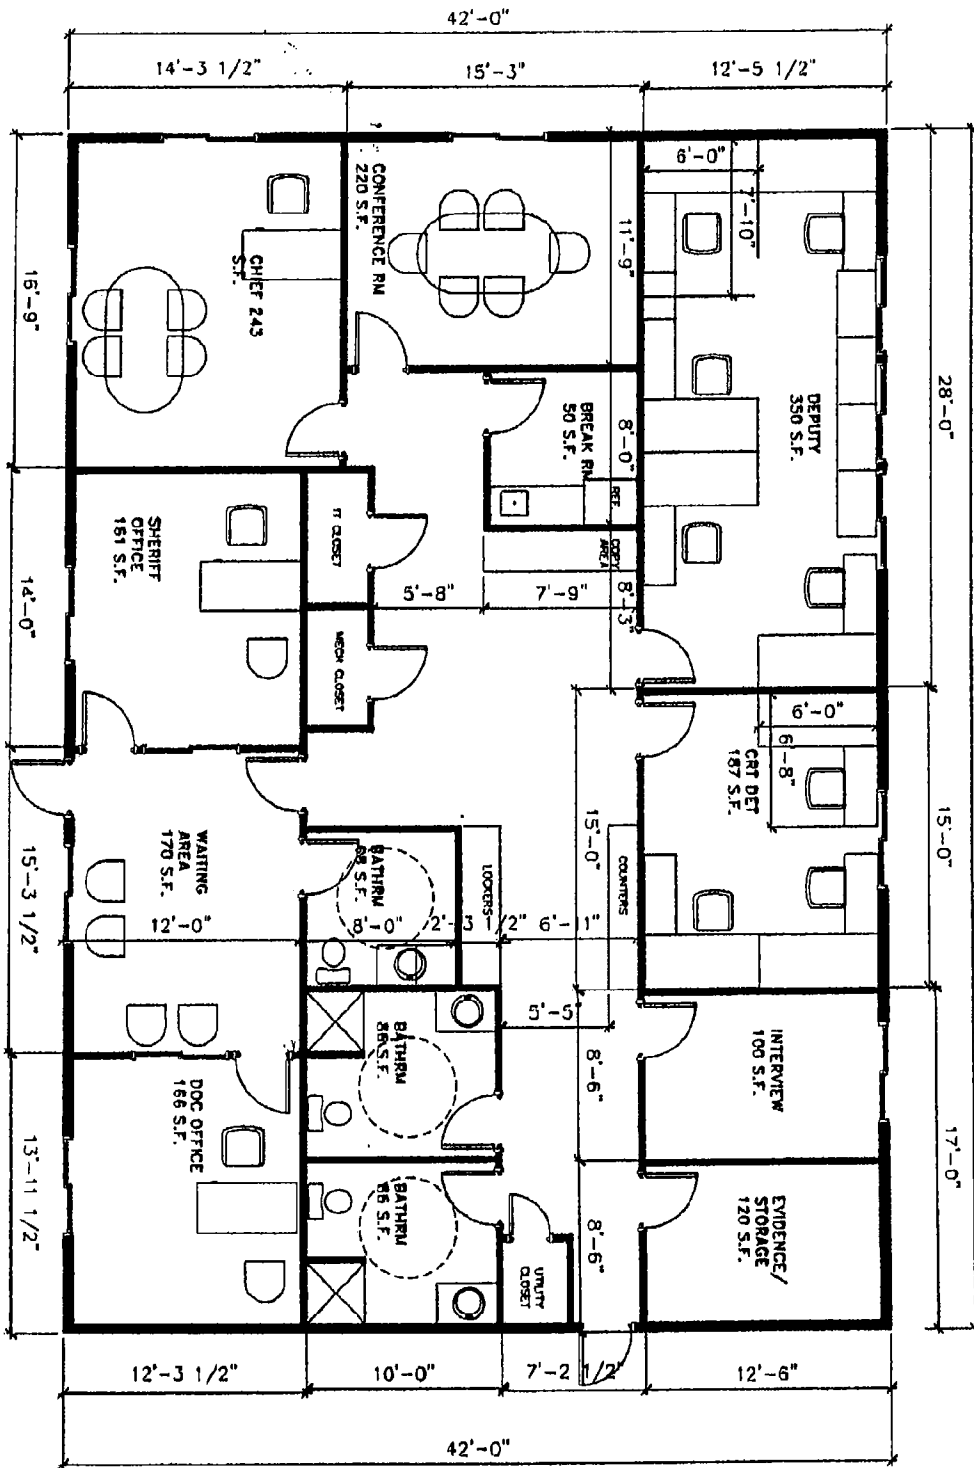 42'-0"
14'-3 1/2"
15'-3"
12'-5 1/2"
6'-0"
7'-10"
CONFERENCE RM
220 S.F.
11'-9"
CHIEF 243
S.F.
16'-9"
28'-0"
DEPUTY
350 S.F.
BREAK RM
50 S.F.
8'-0"
REF.
COPY
AREA
IT CLOSET
SHERIFF
OFFICE
161 S.F.
5'-8"
7'-9"
8'-3"
14'-0"
MECH CLOSET
6'-0"
6'-8"
CRT DET
187 S.F.
15'-0"
15'-0"
WAITING
AREA
170 S.F.
BATHRM
68 S.F.
LOCKERS
COUNTERS
15'-3 1/2"
12'-0"
8'-0"
2'-3 1/2"
6'-11"
5'-5"
BATHRM
86 S.F.
8'-6"
INTERVIEW
100 S.F.
17'-0"
DOC OFFICE
166 S.F.
13'-11 1/2"
BATHRM
S.F.
8'-6"
EVIDENCE/
STORAGE
120 S.F.
UTILITY
CLOSET
12'-3 1/2"
10'-0"
7'-2 1/2"
12'-6"
42'-0"